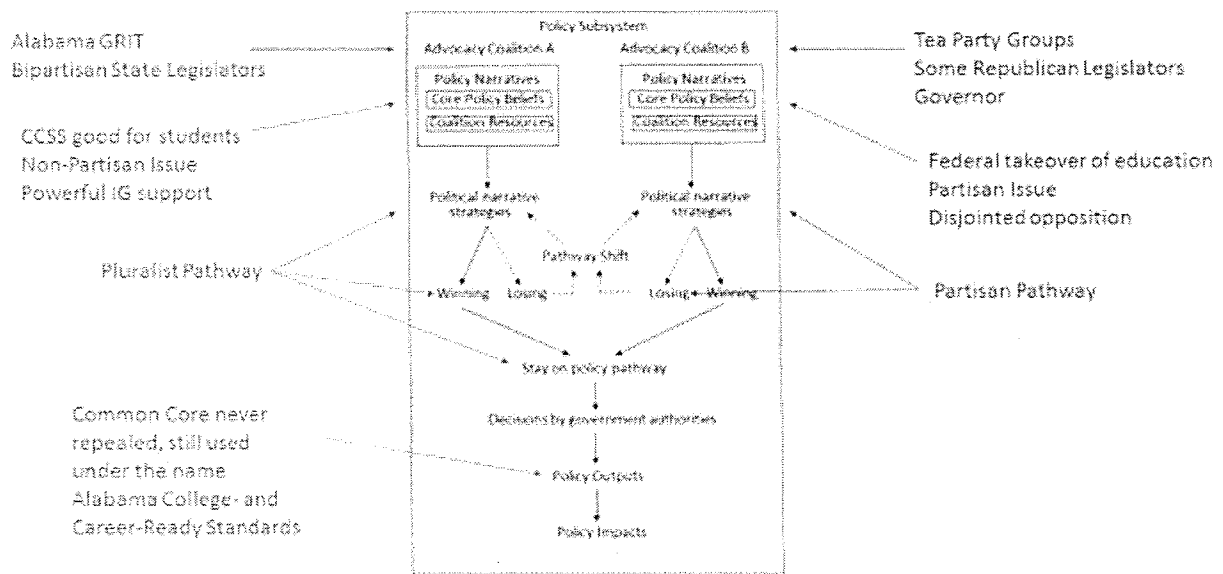 Policy Subsystem
Alabama GRIT
Bipartisan State Legislators
Advocacy Coalition A
Advocacy Coalition B
Tea Party Groups
Some Republican Legislators
Governor
Policy Narratives
Core Policy Beliefs
Coalition Resources
Policy Narratives
Core Policy Beliefs
Coalition Resources
CCSS good for students
Non-Partisan Issue
Powerful IG support
Federal takeover of education
Partisan Issue
Disjointed opposition
Political narrative
strategies
Political narrative
strategies
Pathway Shift
Pluralist Pathway
Winning
Losing
Losing
Winning
Partisan Pathway
Stay on policy pathway
Decisions by government authorities
Common Core never
repealed, still used
under the name
Alabama College- and
Career-Ready Standards
Policy Outputs
Policy Impacts